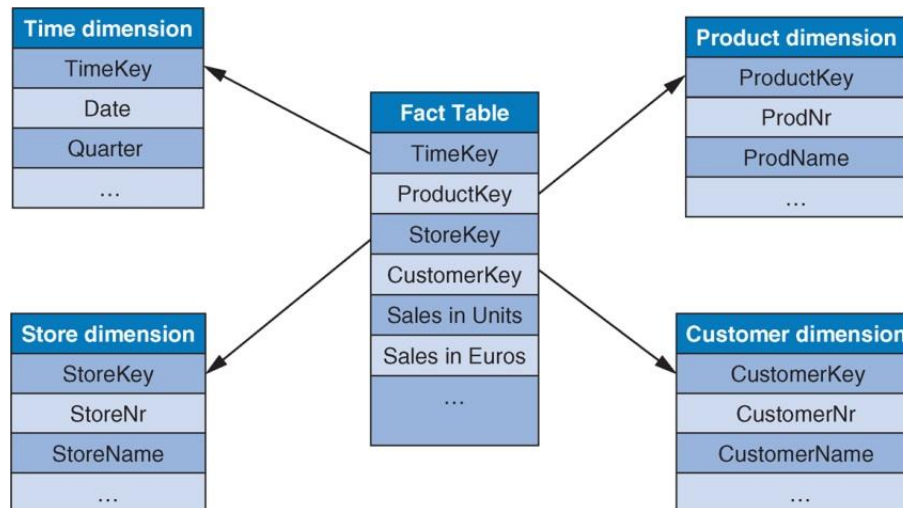 Time dimension
TimeKey
Date
Quarter
...
Fact Table
TimeKey
ProductKey
StoreKey
CustomerKey
Sales in Units
Sales in Euros
...
Product dimension
ProductKey
ProdNr
ProdName
...
Store dimension
StoreKey
StoreNr
StoreName
...
Customer dimension
CustomerKey
CustomerNr
CustomerName
...